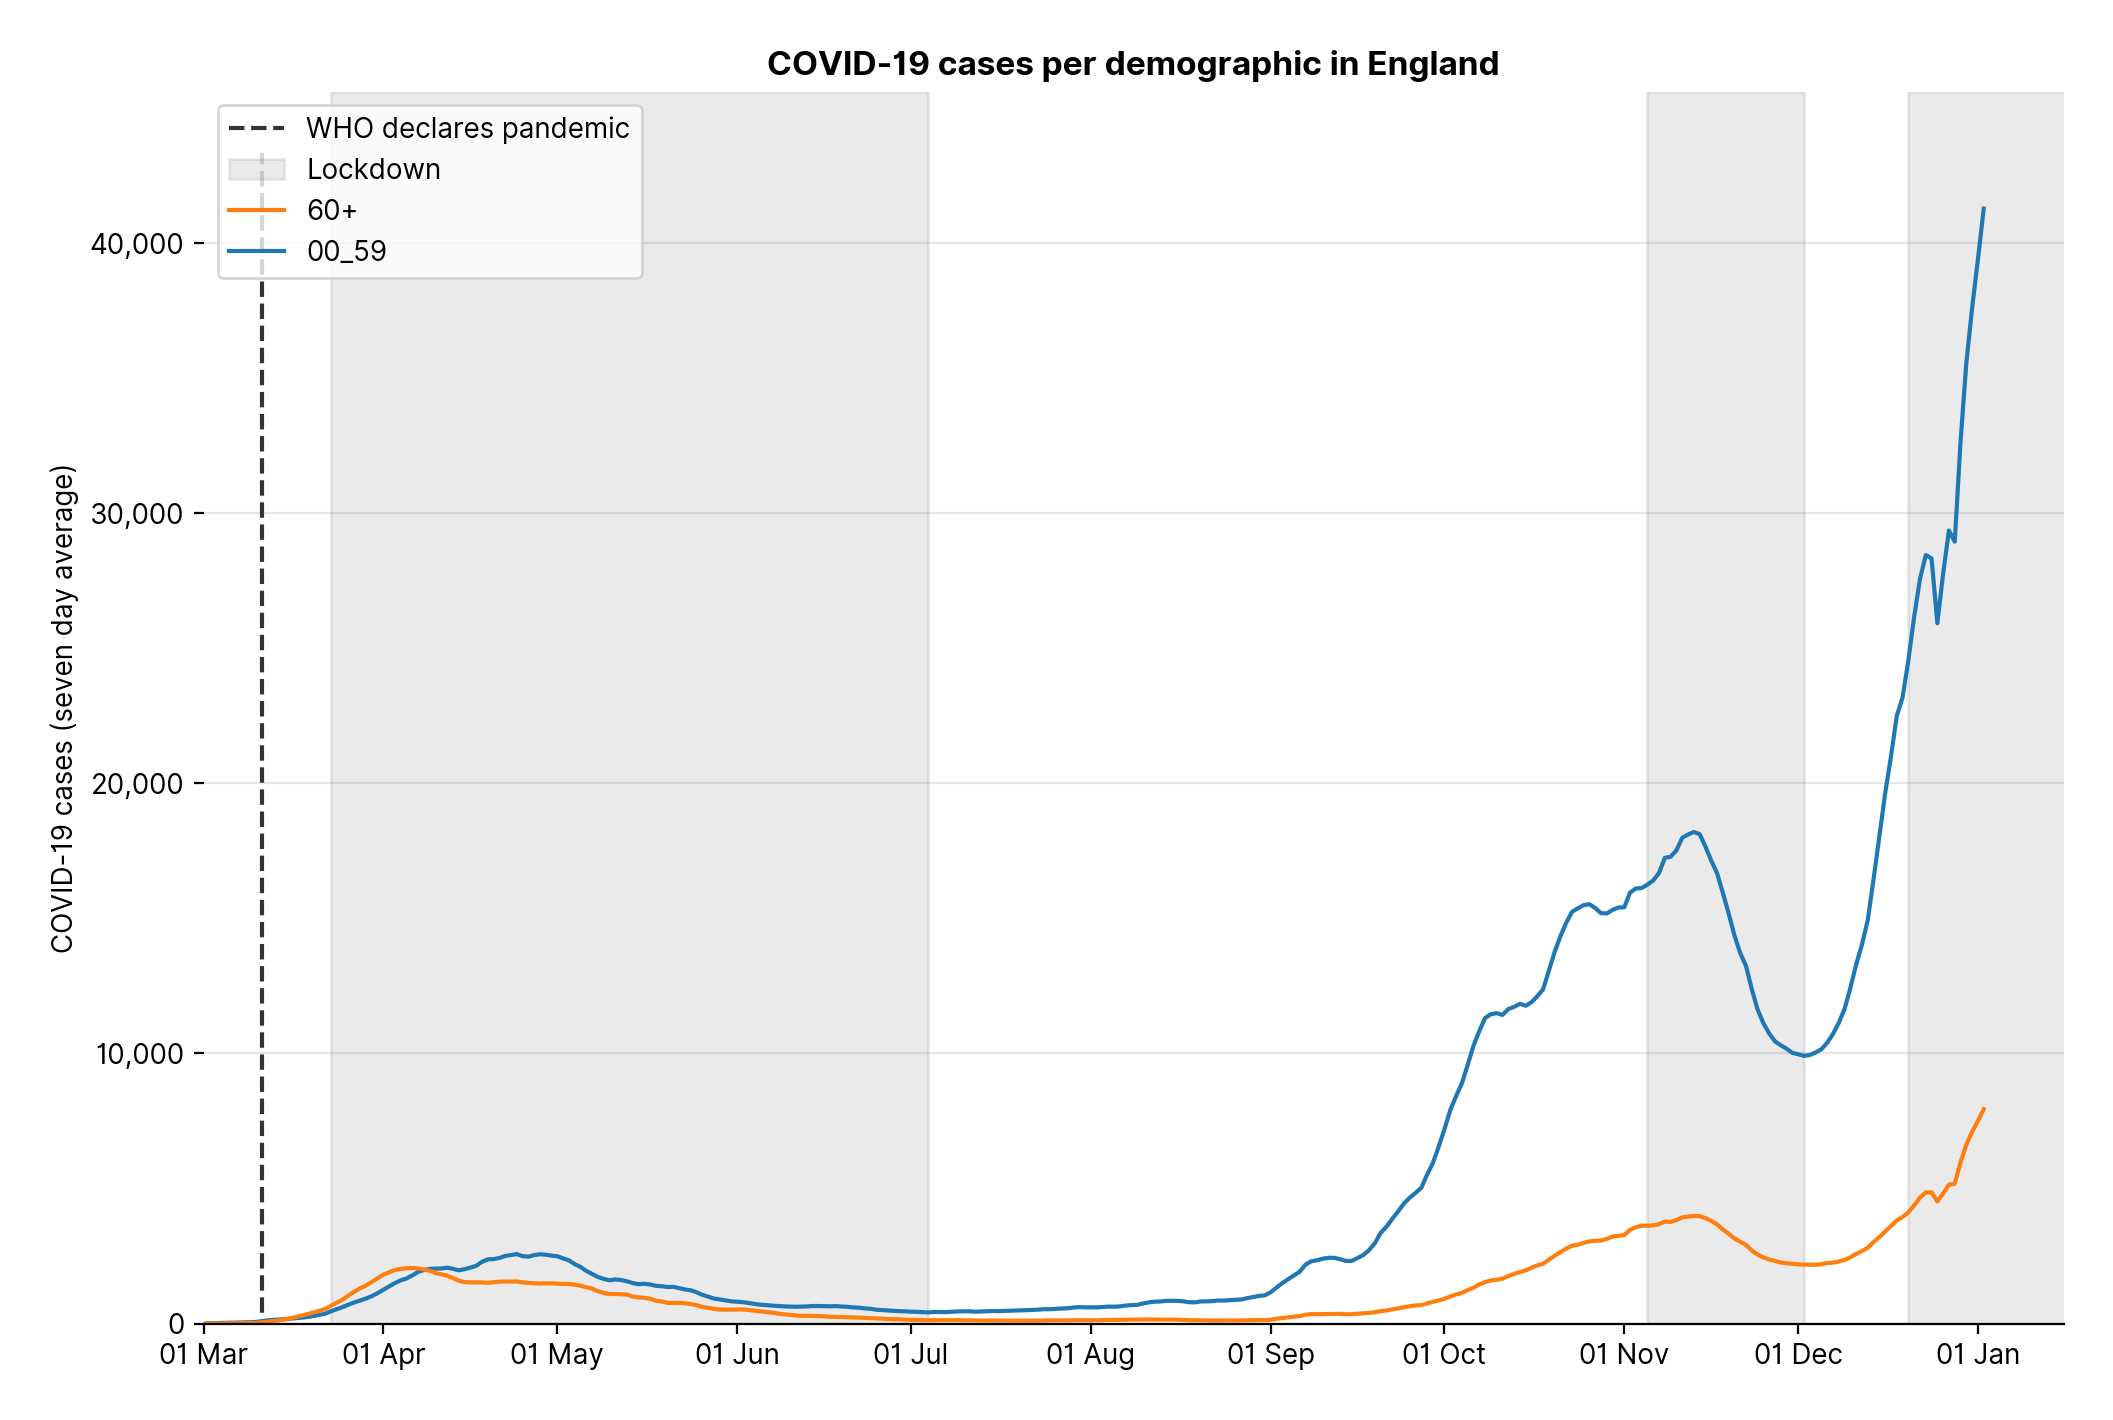 COVID-19 cases per demographic in England
WHO declares pandemic
Lockdown
60+
00_59
COVID-19 cases (seven day average)
40,000
30,000
20,000
10,000
0
01 Mar
01 Apr
01 May
01 Jun
01 Jul
01 Aug
01 Sep
01 Oct
01 Nov
01 Dec
01 Jan